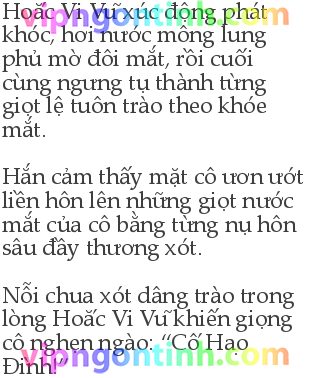 Hoắc Vi Vũ xúc động phát
khóc, hơi nước mông lung
phủ mờ đôi mắt, rồi cuối
cùng ngưng tụ thành từng
giọt lệ tuôn trào theo khóe
mắt.
Hắn cảm thấy mặt cô ươn ướt
liền hôn lên những giọt nước
mắt của cô bằng từng nụ hôn
sâu đầy thương xót.
Nỗi chua xót dâng trào trong
lòng Hoắc Vi Vũ khiến giọng
cô nghẹn ngào: “Cố Hạo
Đình.”
vipngontinh.com
vipngontinh.com